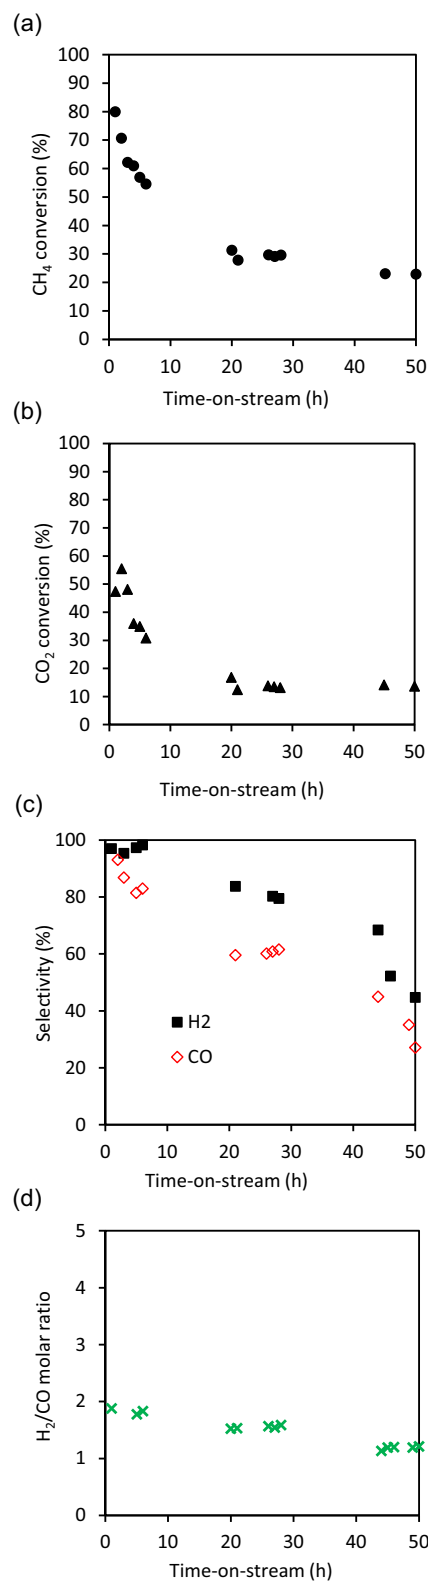 (a)
100
90
80
70
60
50
40
30
20
10
0
CH₄ conversion (%)
0 10 20 30 40 50
Time-on-stream (h)
(b)
100
90
80
70
60
50
40
30
20
10
0
CO₂ conversion (%)
0 10 20 30 40 50
Time-on-stream (h)
(c)
100
80
60
40
20
0
Selectivity (%)
H2
CO
0 10 20 30 40 50
Time-on-stream (h)
(d)
5
4
3
2
1
0
H₂/CO molar ratio
0 10 20 30 40 50
Time-on-stream (h)